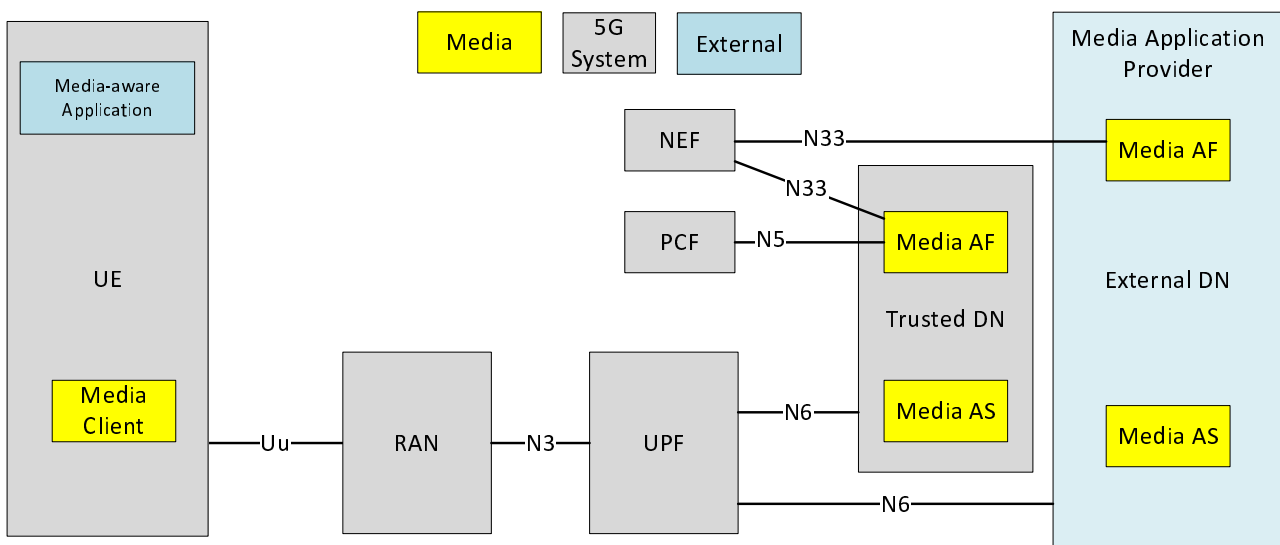 Media
5G
System
External
Media Application
Provider
Media-aware
Application
NEF
N33
Media AF
N33
PCF
N5
Media AF
UE
External DN
Trusted DN
Media
Client
Media AS
N6
Media AS
Uu
RAN
N3
UPF
N6